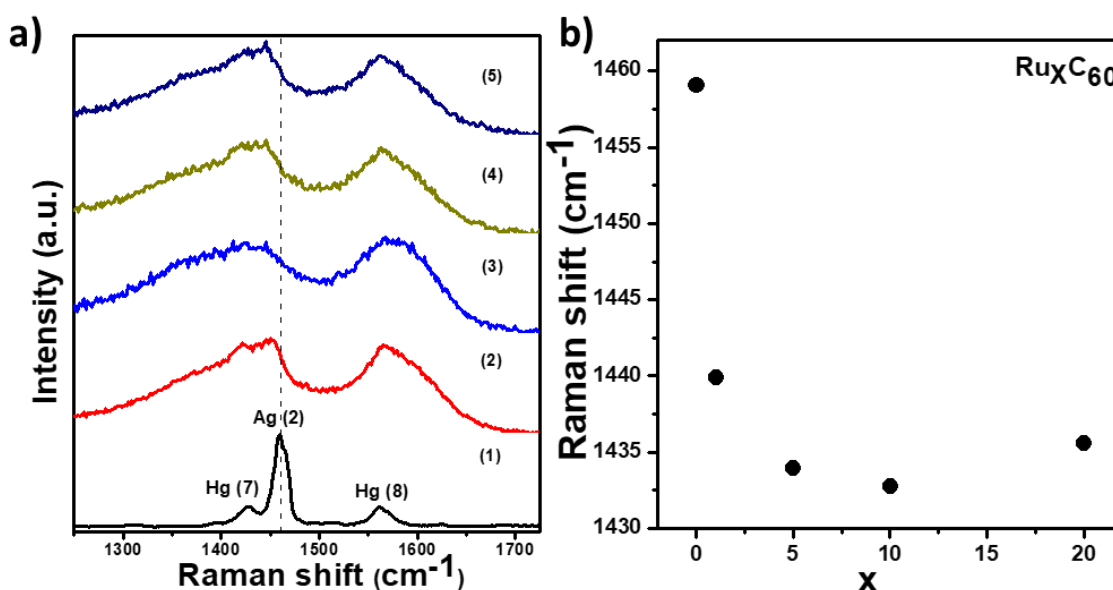 a)
(5)
(4)
(3)
(2)
Ag (2)
(1)
Hg (7)
Hg (8)
1300
1400
1500
1600
1700
Raman shift (cm-1)
Intensity (a.u.)
b)
RuXC60
1460
1455
1450
1445
1440
1435
1430
0
5
10
15
20
X
Raman shift (cm-1)